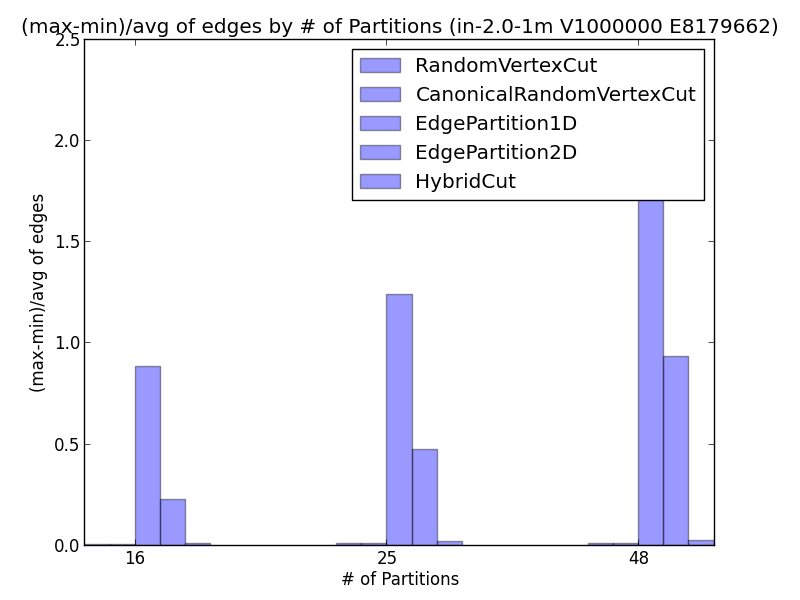 (max-min)/avg of edges by # of Partitions (in-2.0-1m V1000000 E8179662)
2.5
2.0
1.5
1.0
0.5
0.0
(max-min)/avg of edges
RandomVertexCut
CanonicalRandomVertexCut
EdgePartition1D
EdgePartition2D
HybridCut
16
25
48
# of Partitions